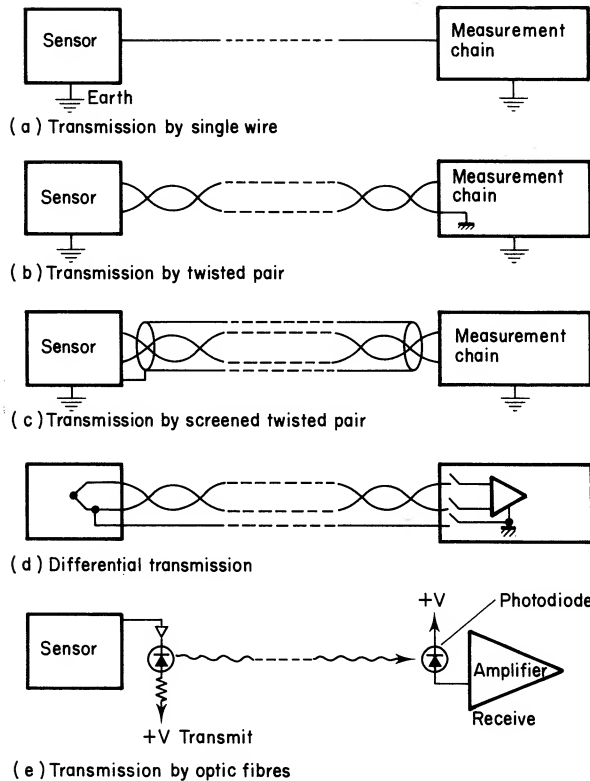 Sensor
Measurement
chain
Earth
(a) Transmission by single wire
Sensor
Measurement
chain
(b) Transmission by twisted pair
Sensor
Measurement
chain
(c) Transmission by screened twisted pair
(d) Differential transmission
+V
Photodiode
Sensor
Amplifier
Receive
+V Transmit
(e) Transmission by optic fibres